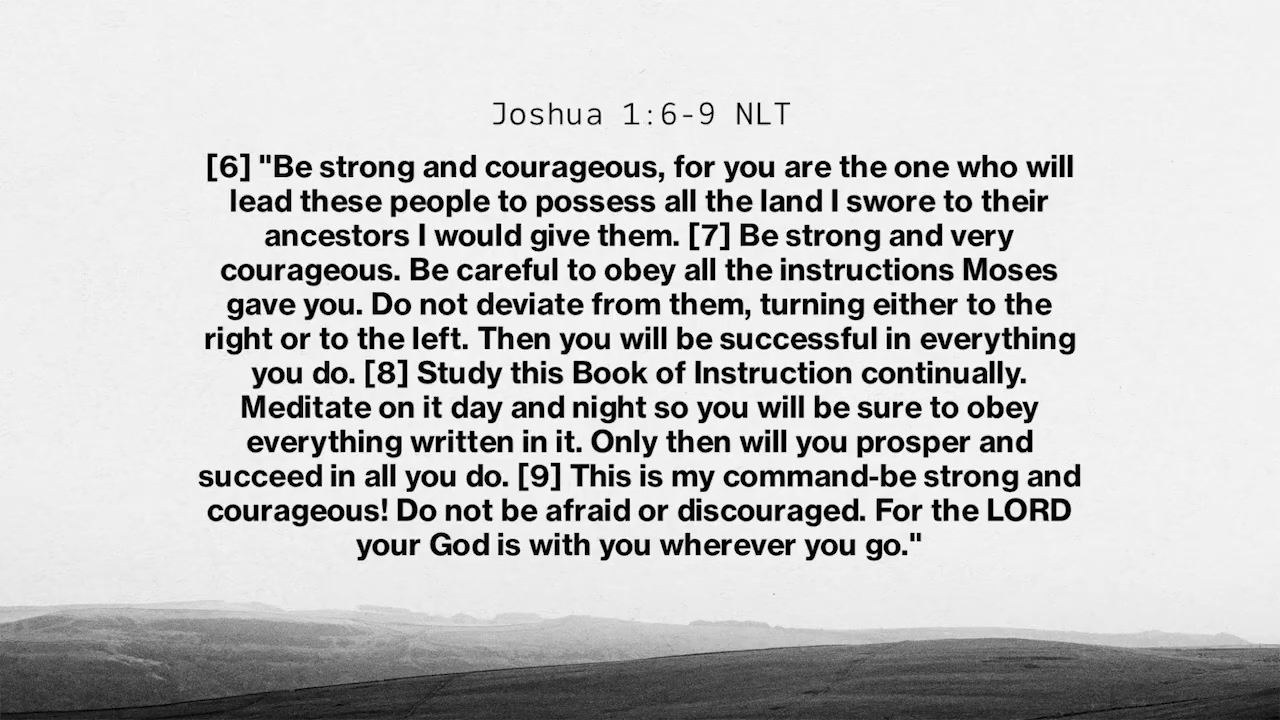 Joshua 1:6-9 NLT
[6] "Be strong and courageous, for you are the one who will
lead these people to possess all the land I swore to their
ancestors I would give them. [7] Be strong and very
courageous. Be careful to obey all the instructions Moses
gave you. Do not deviate from them, turning either to the
right or to the left. Then you will be successful in everything
you do. [8] Study this Book of Instruction continually.
Meditate on it day and night so you will be sure to obey
everything written in it. Only then will you prosper and
succeed in all you do. [9] This is my command-be strong and
courageous! Do not be afraid or discouraged. For the LORD
your God is with you wherever you go."